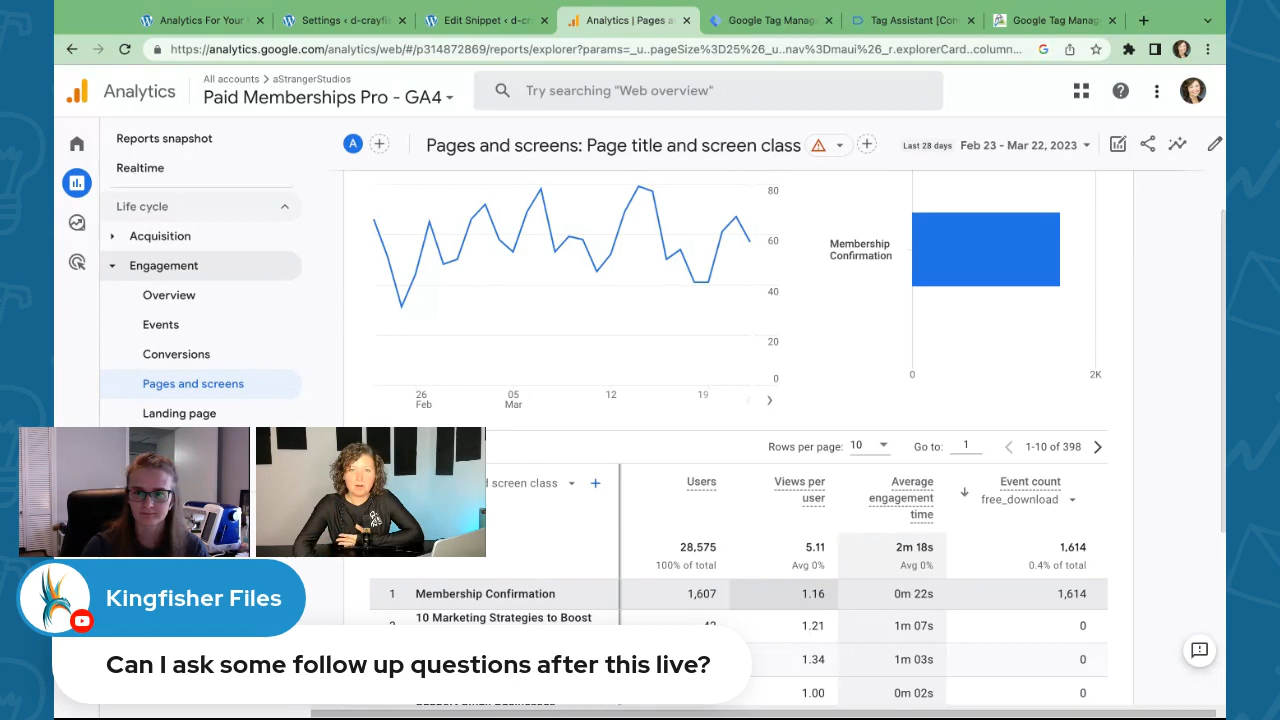 Analytics For Your
Settings ‹ d-crayfis
Edit Snippet ‹ d-cr
Analytics | Pages a
Google Tag Manag
Tag Assistant [Con
Google Tag Manag
https://analytics.google.com/analytics/web/#/p314872869/reports/explorer?params=_u..pageSize%3D25%26_u..nav%3Dmaui%26_r.explorerCard..column...
Analytics
All accounts > aStrangerStudios
Paid Memberships Pro - GA4
Try searching "Web overview"
Reports snapshot
Realtime
Life cycle
Acquisition
Engagement
Overview
Events
Conversions
Pages and screens
Landing page
A
Pages and screens: Page title and screen class
Last 28 days Feb 23 - Mar 22, 2023
80
60
40
20
0
26
Feb
05
Mar
12
19
Membership
Confirmation
0
2K
Rows per page: 10
Go to: 1
1-10 of 398
d screen class
Users
Views per
user
Average
engagement
time
Event count
free_download
28,575
100% of total
5.11
Avg 0%
2m 18s
Avg 0%
1,614
0.4% of total
1 Membership Confirmation 1,607 1.16 0m 22s 1,614
10 Marketing Strategies to Boost
1.21 1m 07s 0
1.34 1m 03s 0
1.00 0m 02s 0
Kingfisher Files
Can I ask some follow up questions after this live?